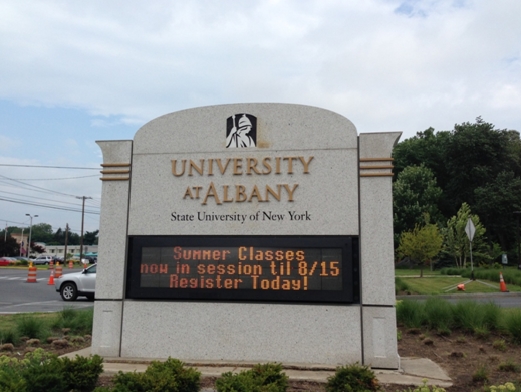 UNIVERSITY
AT ALBANY
State University of New York
Summer Classes
now in session til 8/15
Register Today!